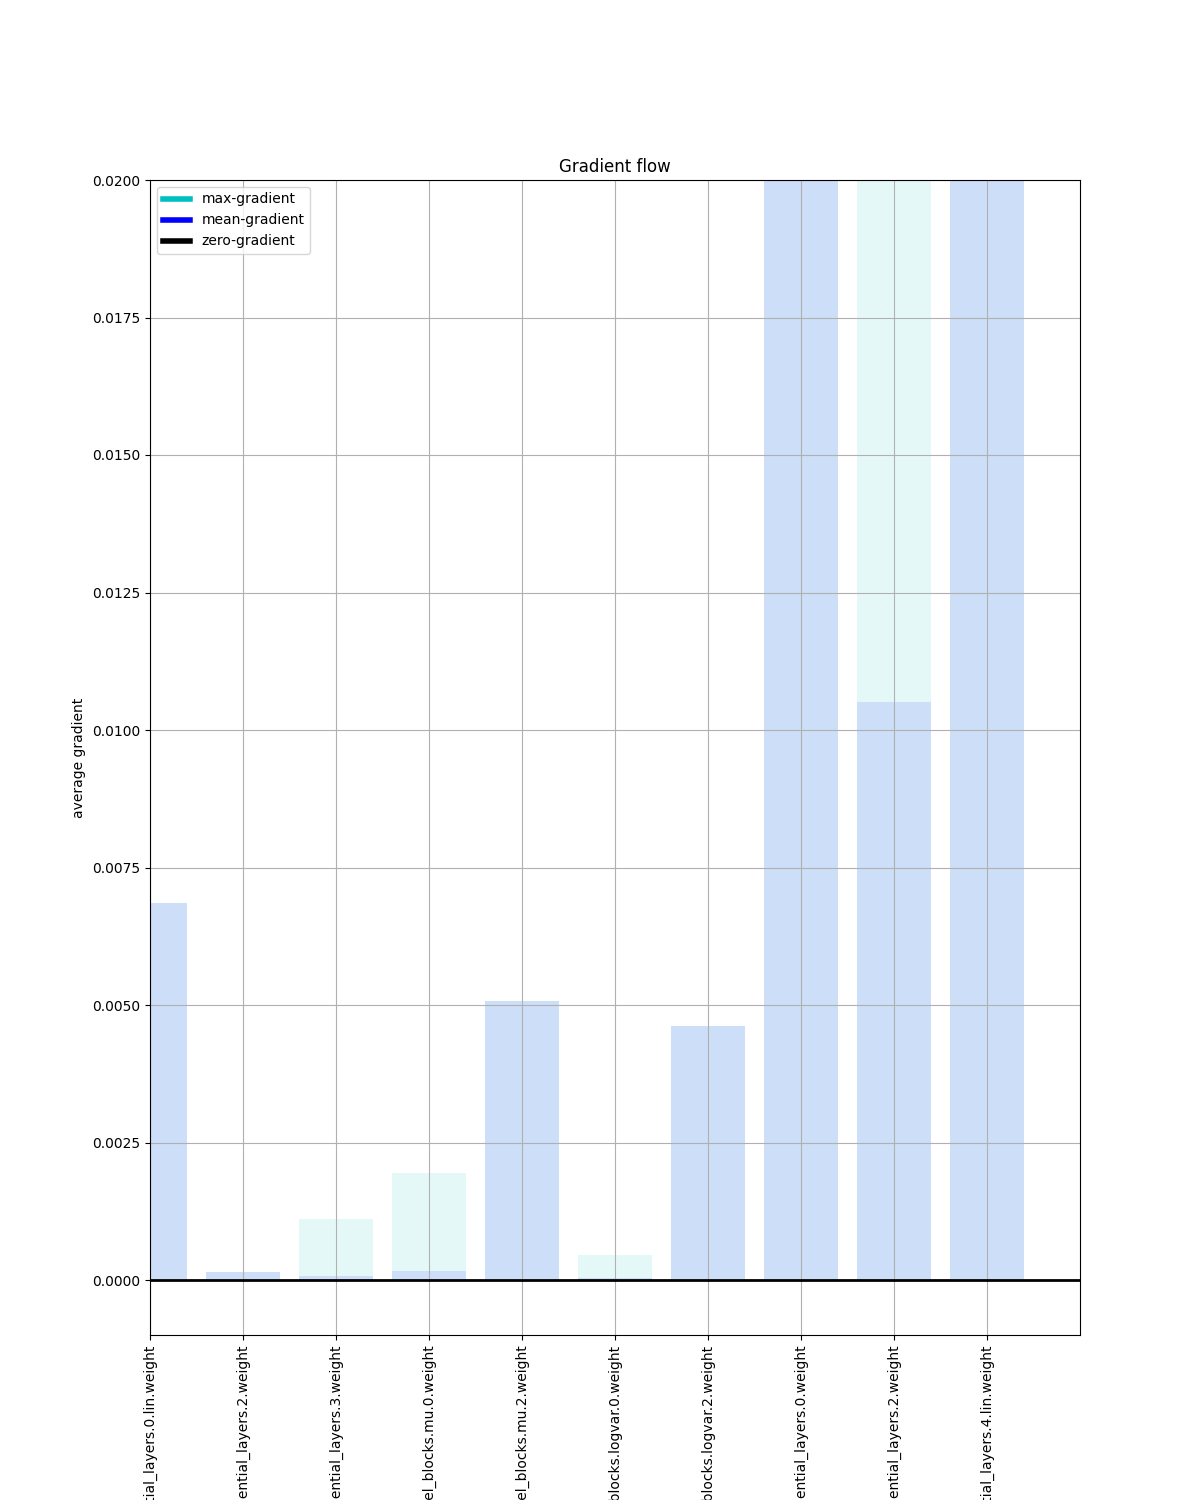 Gradient flow
max-gradient
mean-gradient
zero-gradient
0.0200
0.0175
0.0150
0.0125
0.0100
0.0075
0.0050
0.0025
0.0000
average gradient
tial_layers.0.lin.weight
ential_layers.2.weight
ential_layers.3.weight
el_blocks.mu.0.weight
el_blocks.mu.2.weight
blocks.logvar.0.weight
blocks.logvar.2.weight
ential_layers.0.weight
ential_layers.2.weight
tial_layers.4.lin.weight